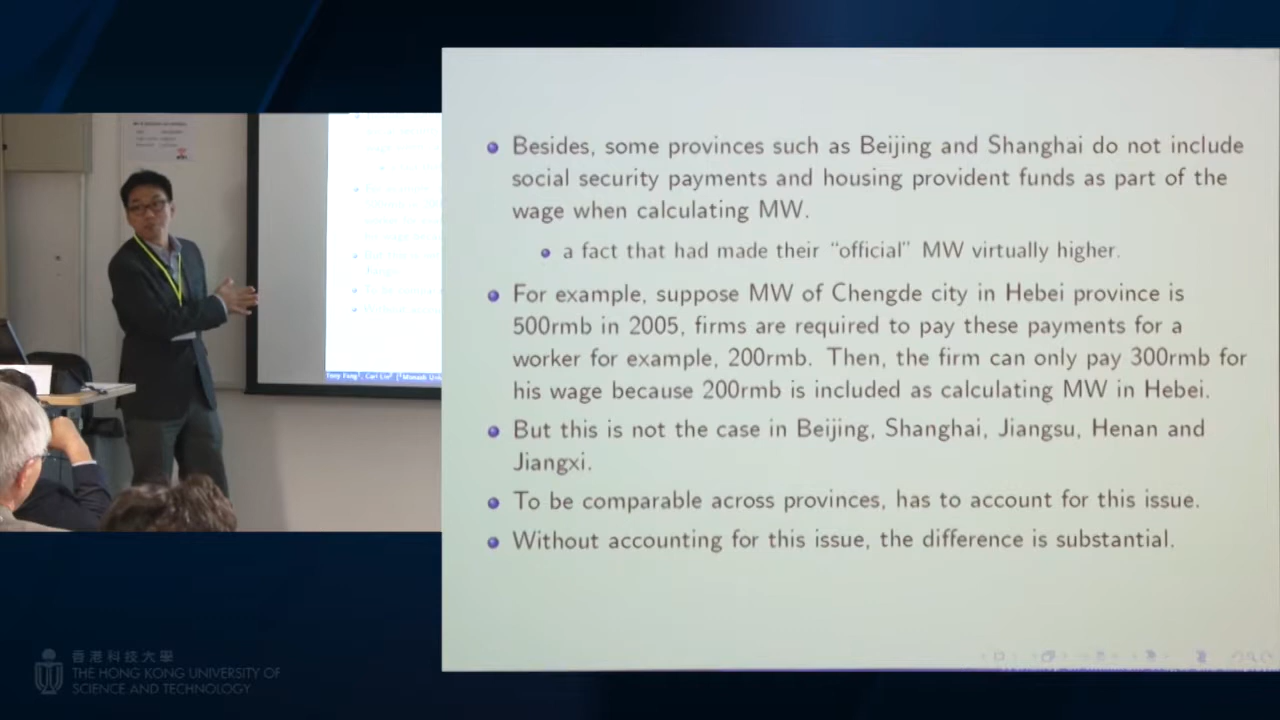 Besides, some provinces such as Beijing and Shanghai do not include
social security payments and housing provident funds as part of the
wage when calculating MW.
a fact that had made their “official” MW virtually higher.
For example, suppose MW of Chengde city in Hebei province is
500rmb in 2005, firms are required to pay these payments for a
worker for example, 200rmb. Then, the firm can only pay 300rmb for
his wage because 200rmb is included as calculating MW in Hebei.
But this is not the case in Beijing, Shanghai, Jiangsu, Henan and
Jiangxi.
To be comparable across provinces, has to account for this issue.
Without accounting for this issue, the difference is substantial.
香港科技大學
THE HONG KONG UNIVERSITY OF
SCIENCE AND TECHNOLOGY